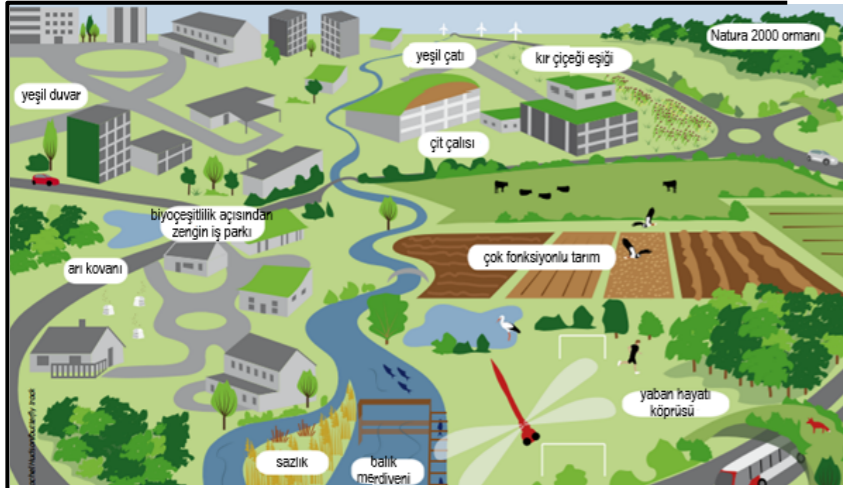 Natura 2000 ormanı
yeşil çatı
kır çiçeği eşiği
yeşil duvar
çit çalısı
biyoçeşitlilik açısından
zengin iş parkı
çok fonksiyonlu tarım
arı kovanı
yaban hayatı
köprüsü
sazlık
balık
merdiveni